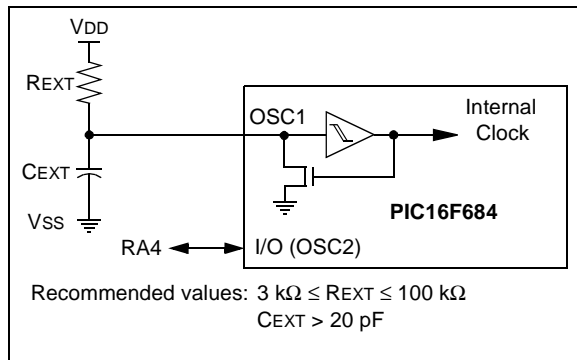 VDD
REXT
OSC1
Internal
Clock
CEXT
PIC16F684
VSS
RA4
I/O (OSC2)
Recommended values: 3 kΩ ≤ REXT ≤ 100 kΩ
CEXT > 20 pF